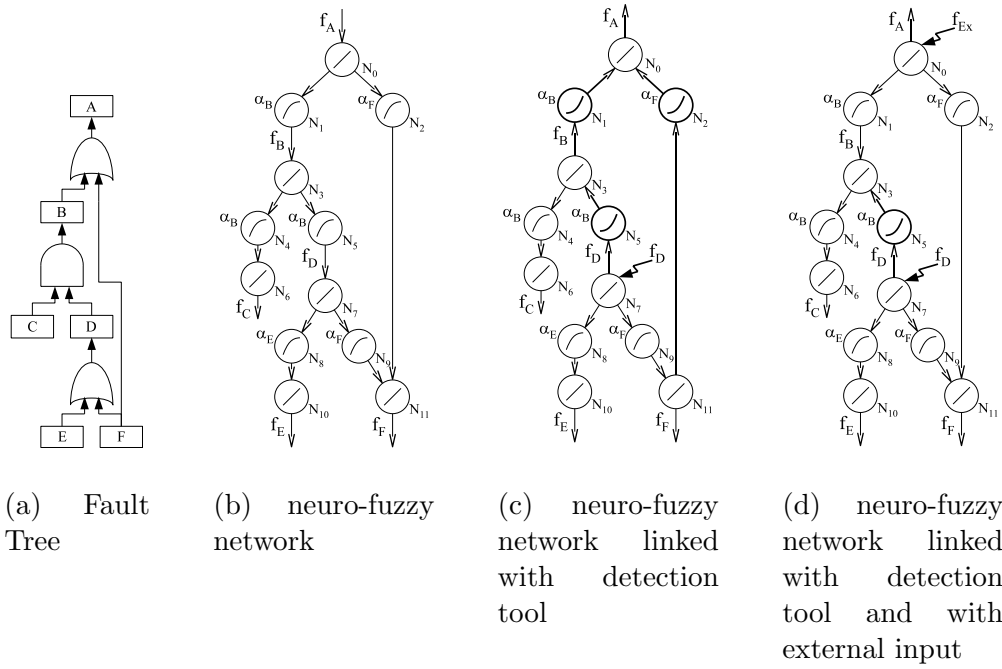 A
B
C
D
E
F
(a) Fault
Tree
f_A
N_0
α_B
α_F
N_1
N_2
f_B
N_3
α_B
α_B
N_4
N_5
f_D
N_6
f_C
N_7
α_E
α_F
N_8
N_9
N_10
N_11
f_E
f_F
(b) neuro-fuzzy
network
f_A
N_0
α_B
α_F
N_1
N_2
f_B
N_3
α_B
α_B
N_4
N_5
f_D
f_D
N_6
f_C
N_7
α_E
α_F
N_8
N_9
N_10
N_11
f_E
f_F
(c) neuro-fuzzy
network linked
with detection
tool
f_A
f_Ex
N_0
α_B
α_F
N_1
N_2
f_B
N_3
α_B
α_B
N_4
N_5
f_D
f_D
N_6
f_C
N_7
α_E
α_F
N_8
N_9
N_10
N_11
f_E
f_F
(d) neuro-fuzzy
network linked
with detection
tool and with
external input